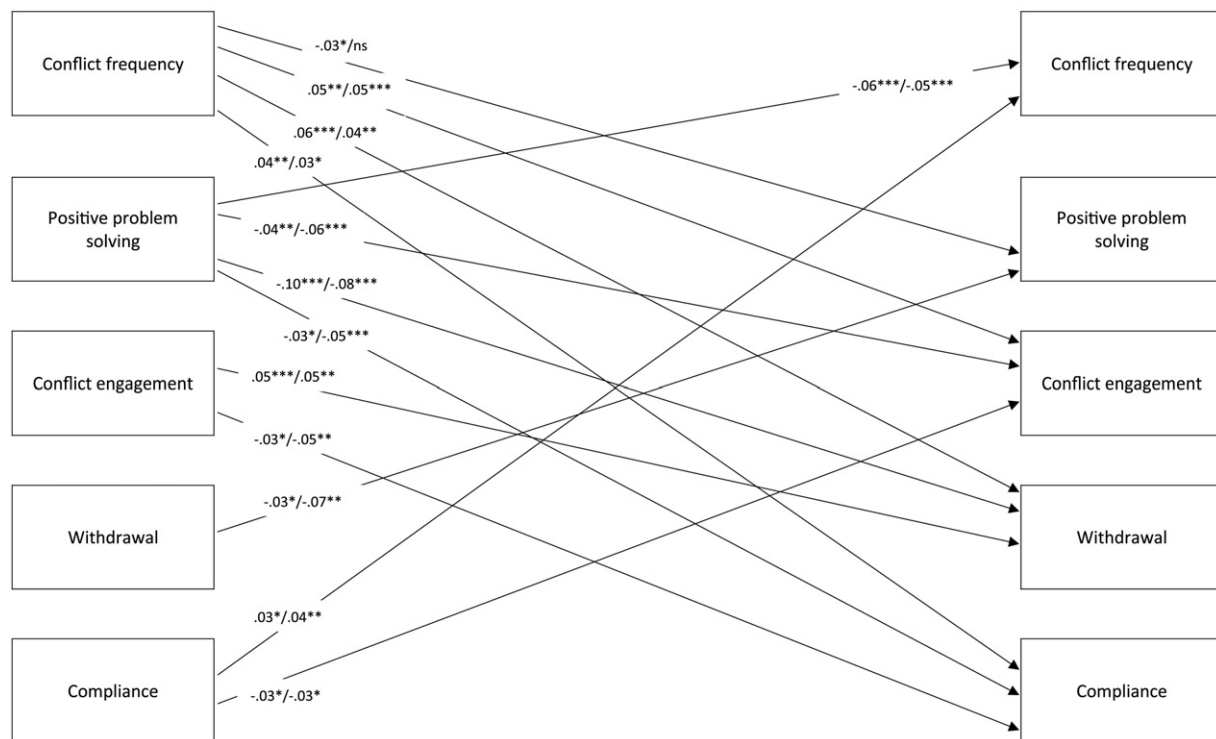 Conflict frequency
Positive problem
solving
Conflict engagement
Withdrawal
Compliance
-.03*/ns
.05**/.05***
.06***/.04**
.04**/.03*
-.06***/-.05***
-.04**/-.06***
-.10***/-.08***
-.03*/-.05***
.05***/.05**
-.03*/-.05**
-.03*/-.07**
.03*/.04**
-.03*/-.03*
Conflict frequency
Positive problem
solving
Conflict engagement
Withdrawal
Compliance